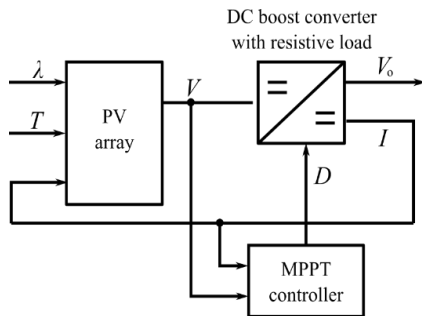 DC boost converter
with resistive load
λ
V
Vₒ
T
PV
array
I
D
MPPT
controller